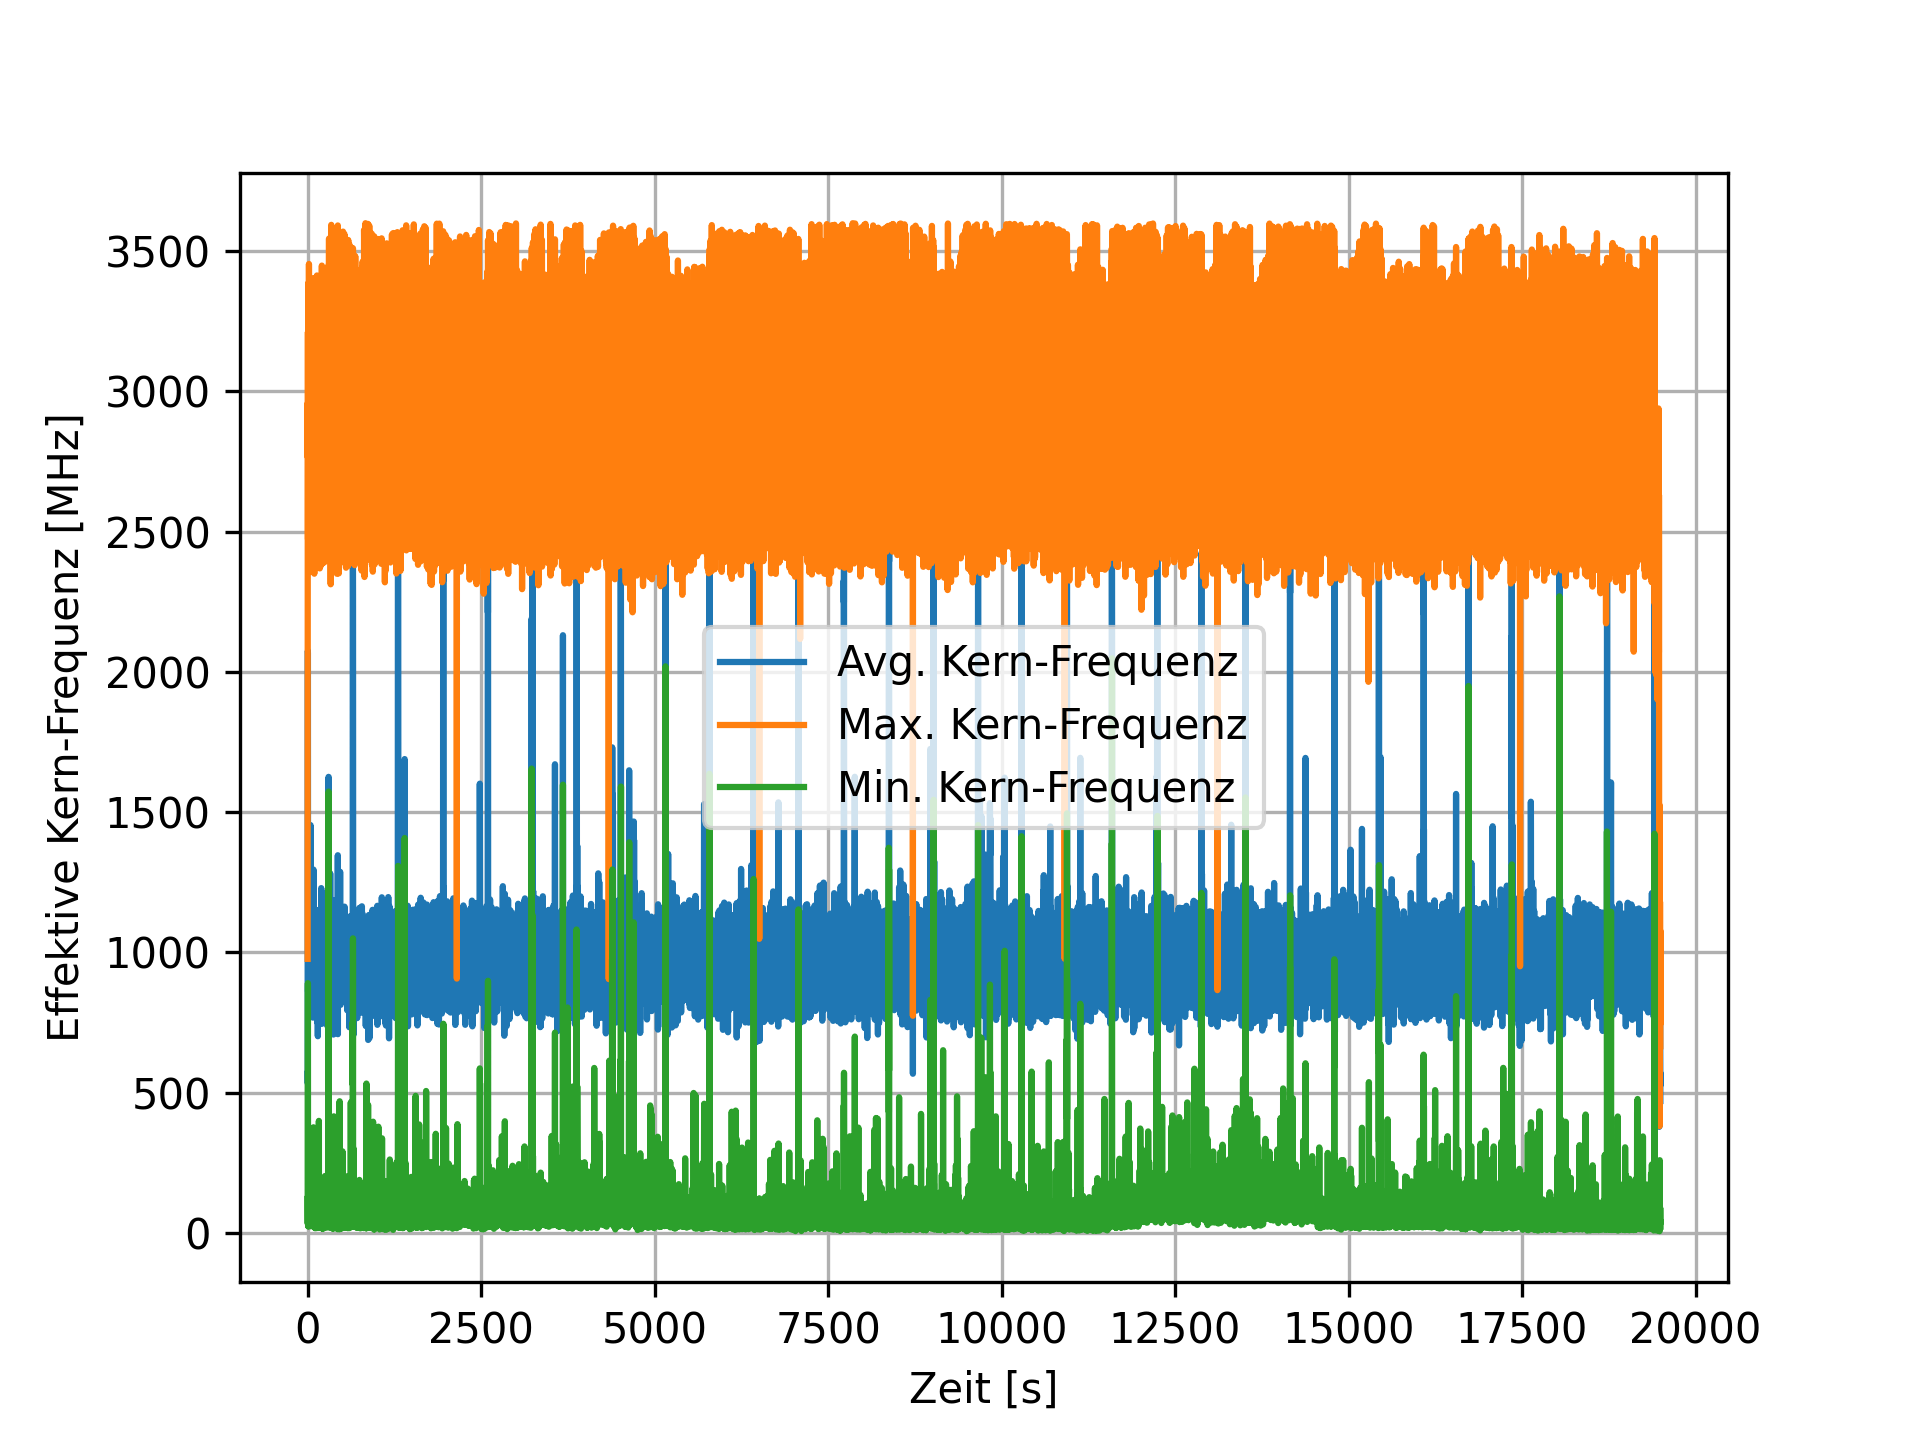 3500
3000
2500
2000
1500
1000
500
0
Effektive Kern-Frequenz [MHz]
Avg. Kern-Frequenz
Max. Kern-Frequenz
Min. Kern-Frequenz
0 2500 5000 7500 10000 12500 15000 17500 20000
Zeit [s]